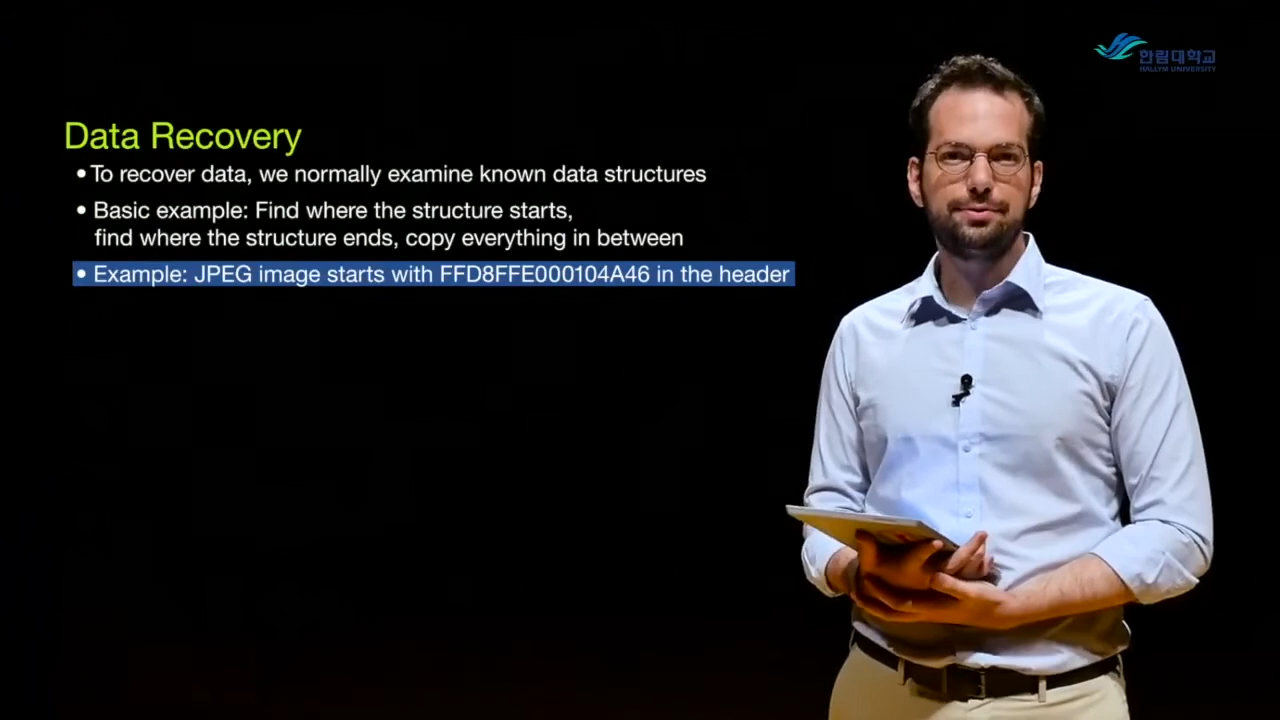 한림대학교
HALLYM UNIVERSITY
Data Recovery
• To recover data, we normally examine known data structures
• Basic example: Find where the structure starts,
find where the structure ends, copy everything in between
• Example: JPEG image starts with FFD8FFE000104A46 in the header